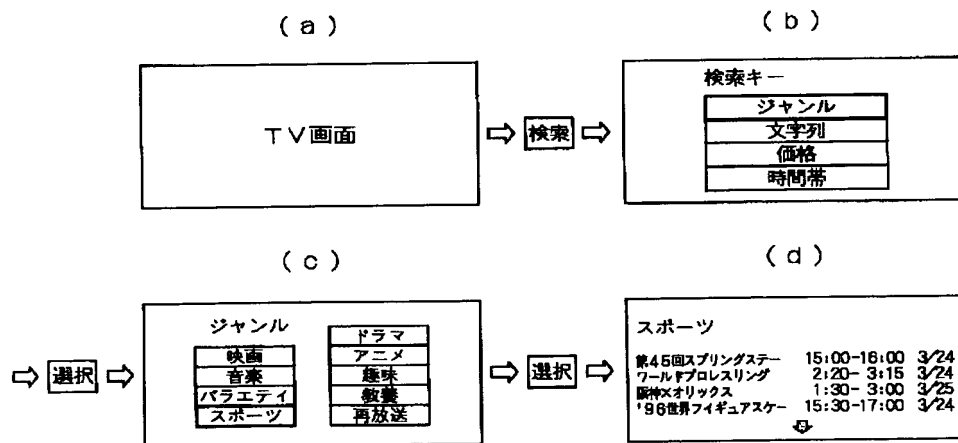 (a)
TV画面
検索
(b)
検索キー
ジャンル
文字列
価格
時間帯
選択
(c)
ジャンル
映画
音楽
バラエティ
スポーツ
ドラマ
アニメ
趣味
教養
再放送
選択
(d)
スポーツ
第45回スプリングステー 15:00-16:00 3/24
ワールドプロレスリング 2:20- 3:15 3/24
阪神×オリックス 1:30- 3:00 3/25
'96世界フィギュアスケー 15:30-17:00 3/24